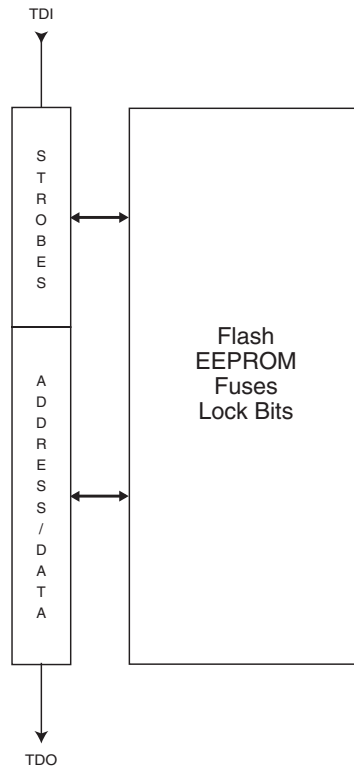 TDI
STROBES
ADDRESS/DATA
Flash
EEPROM
Fuses
Lock Bits
TDO